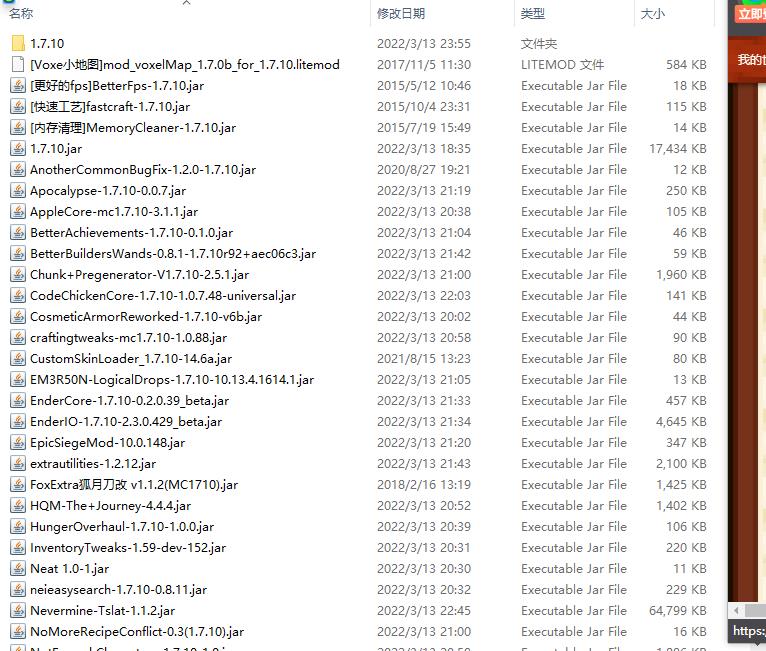 名称 修改日期 类型 大小
1.7.10 2022/3/13 23:55 文件夹
[Voxe小地图]mod_voxelMap_1.7.0b_for_1.7.10.litemod 2017/11/5 11:30 LITEMOD 文件 584 KB
[更好的fps]BetterFps-1.7.10.jar 2015/5/12 10:46 Executable Jar File 18 KB
[快速工艺]fastcraft-1.7.10.jar 2015/10/4 23:31 Executable Jar File 115 KB
[内存清理]MemoryCleaner-1.7.10.jar 2015/7/19 15:49 Executable Jar File 14 KB
1.7.10.jar 2022/3/13 18:35 Executable Jar File 17,434 KB
AnotherCommonBugFix-1.2.0-1.7.10.jar 2020/8/27 19:21 Executable Jar File 12 KB
Apocalypse-1.7.10-0.0.7.jar 2022/3/13 21:19 Executable Jar File 250 KB
AppleCore-mc1.7.10-3.1.1.jar 2022/3/13 20:38 Executable Jar File 105 KB
BetterAchievements-1.7.10-0.1.0.jar 2022/3/13 21:04 Executable Jar File 46 KB
BetterBuildersWands-0.8.1-1.7.10r92+aec06c3.jar 2022/3/13 21:42 Executable Jar File 59 KB
Chunk+Pregenerator-V1.7.10-2.5.1.jar 2022/3/13 21:00 Executable Jar File 1,960 KB
CodeChickenCore-1.7.10-1.0.7.48-universal.jar 2022/3/13 22:03 Executable Jar File 141 KB
CosmeticArmorReworked-1.7.10-v6b.jar 2022/3/13 20:02 Executable Jar File 44 KB
craftingtweaks-mc1.7.10-1.0.88.jar 2022/3/13 20:58 Executable Jar File 90 KB
CustomSkinLoader_1.7.10-14.6a.jar 2021/8/15 13:23 Executable Jar File 80 KB
EM3R50N-LogicalDrops-1.7.10-10.13.4.1614.1.jar 2022/3/13 21:05 Executable Jar File 13 KB
EnderCore-1.7.10-0.2.0.39_beta.jar 2022/3/13 21:33 Executable Jar File 457 KB
EnderIO-1.7.10-2.3.0.429_beta.jar 2022/3/13 21:34 Executable Jar File 4,645 KB
EpicSiegeMod-10.0.148.jar 2022/3/13 21:20 Executable Jar File 347 KB
extrautilities-1.2.12.jar 2022/3/13 21:43 Executable Jar File 2,100 KB
FoxExtra狐月刀改 v1.1.2(MC1710).jar 2018/2/16 13:19 Executable Jar File 1,425 KB
HQM-The+Journey-4.4.4.jar 2022/3/13 20:52 Executable Jar File 1,402 KB
HungerOverhaul-1.7.10-1.0.0.jar 2022/3/13 20:39 Executable Jar File 106 KB
InventoryTweaks-1.59-dev-152.jar 2022/3/13 20:31 Executable Jar File 220 KB
Neat 1.0-1.jar 2022/3/13 20:30 Executable Jar File 11 KB
neieasysearch-1.7.10-0.8.11.jar 2022/3/13 20:32 Executable Jar File 229 KB
Nevermine-Tslat-1.1.2.jar 2022/3/13 22:45 Executable Jar File 64,799 KB
NoMoreRecipeConflict-0.3(1.7.10).jar 2022/3/13 21:00 Executable Jar File 16 KB
立即
我的
https: